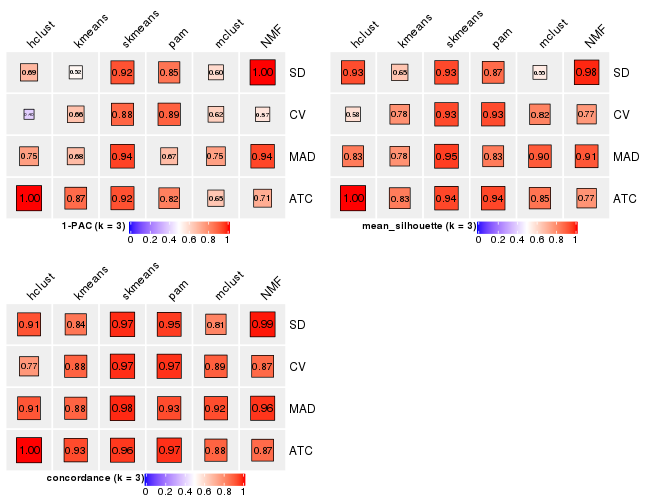 hclust kmeans skmeans pam mclust NMF
0.69 0.52 0.92 0.85 0.60 1.00 SD
0.66 0.88 0.89 0.62 0.57 CV
0.75 0.68 0.94 0.67 0.75 0.94 MAD
1.00 0.87 0.92 0.82 0.65 0.71 ATC
1-PAC (k = 3)
0 0.2 0.4 0.6 0.8 1
hclust kmeans skmeans pam mclust NMF
0.93 0.65 0.93 0.87 0.55 0.98 SD
0.58 0.78 0.93 0.93 0.82 0.77 CV
0.83 0.78 0.95 0.83 0.90 0.91 MAD
1.00 0.83 0.94 0.94 0.85 0.77 ATC
mean_silhouette (k = 3)
0 0.2 0.4 0.6 0.8 1
hclust kmeans skmeans pam mclust NMF
0.91 0.84 0.97 0.95 0.81 0.99 SD
0.77 0.88 0.97 0.97 0.89 0.87 CV
0.91 0.88 0.98 0.93 0.92 0.96 MAD
1.00 0.93 0.96 0.97 0.88 0.87 ATC
concordance (k = 3)
0 0.2 0.4 0.6 0.8 1